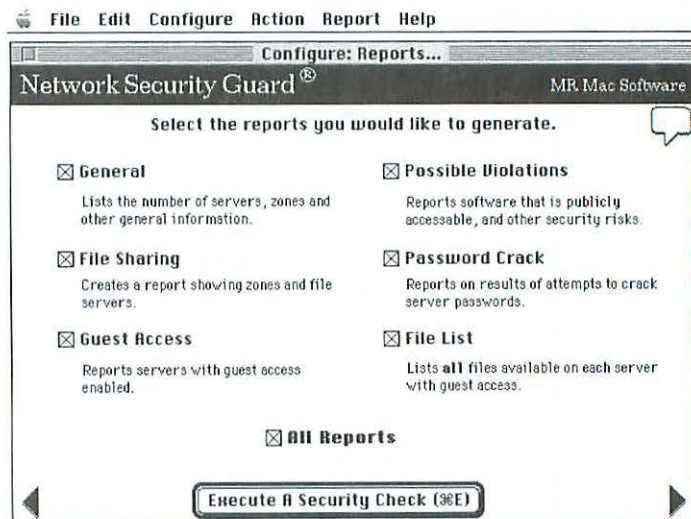 File Edit Configure Action Report Help
Configure: Reports...
Network Security Guard® MR Mac Software
Select the reports you would like to generate.
General
Lists the number of servers, zones and
other general information.
File Sharing
Creates a report showing zones and file
servers.
Guest Access
Reports servers with guest access
enabled.
Possible Violations
Reports software that is publicly
accessable, and other security risks.
Password Crack
Reports on results of attempts to crack
server passwords.
File List
Lists all files available on each server
with guest access.
All Reports
Execute A Security Check (⌘E)